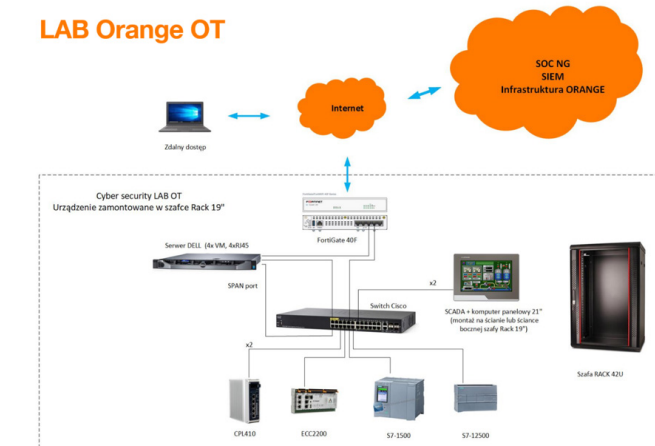 LAB Orange OT
SOC NG
SIEM
Infrastruktura ORANGE
Internet
Zdalny dostęp
Cyber security LAB OT
Urządzenie zamontowane w szafce Rack 19"
FortiGate 40F
Serwer DELL (4x VM, 4xRJ45
SPAN port
x2
Switch Cisco
SCADA + komputer panelowy 21"
(montaż na ścianie lub ściance
bocznej szafy Rack 19")
Szafa RACK 42U
x2
CPL410
ECC2200
S7-1500
S7-12500